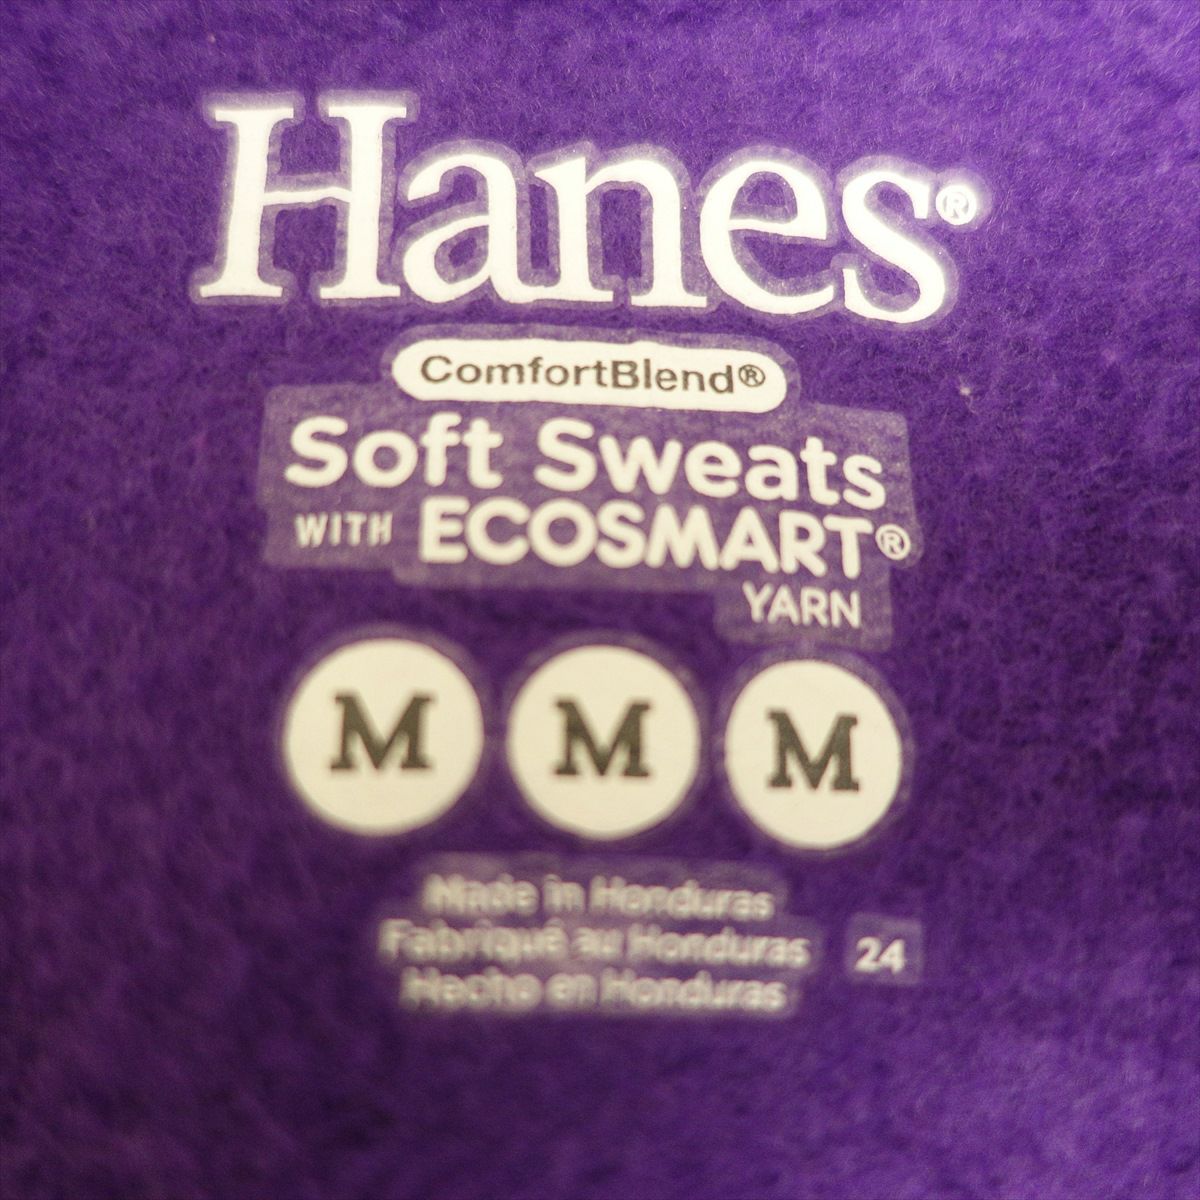 Hanes®
ComfortBlend®
Soft Sweats
WITH ECOSMART®
YARN
M M M
Made in Honduras
Fabriqué au Honduras 24
Hecho en Honduras